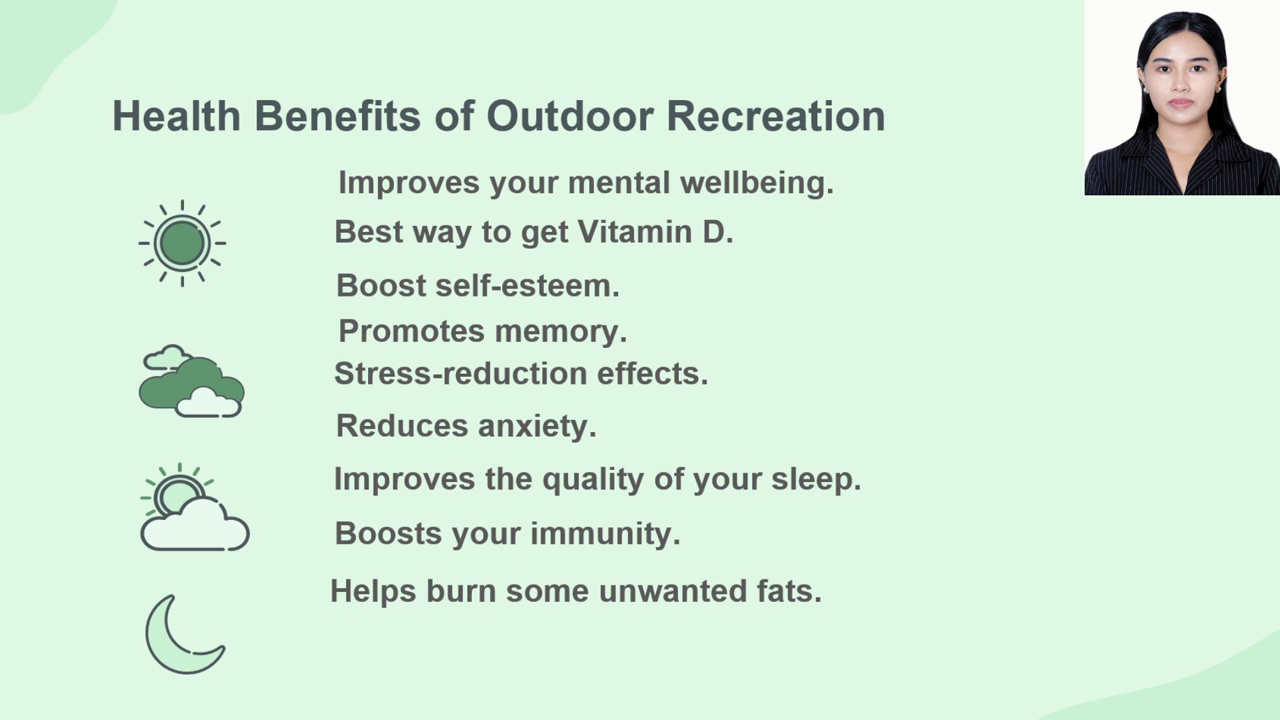 Health Benefits of Outdoor Recreation
Improves your mental wellbeing.
Best way to get Vitamin D.
Boost self-esteem.
Promotes memory.
Stress-reduction effects.
Reduces anxiety.
Improves the quality of your sleep.
Boosts your immunity.
Helps burn some unwanted fats.